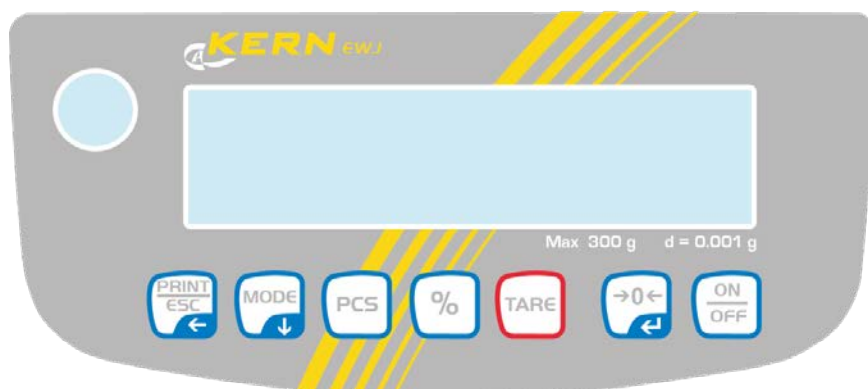 KERN EWJ
Max 300 g d = 0.001 g
PRINT
ESC
MODE
PCS
%
TARE
→0←
ON
OFF